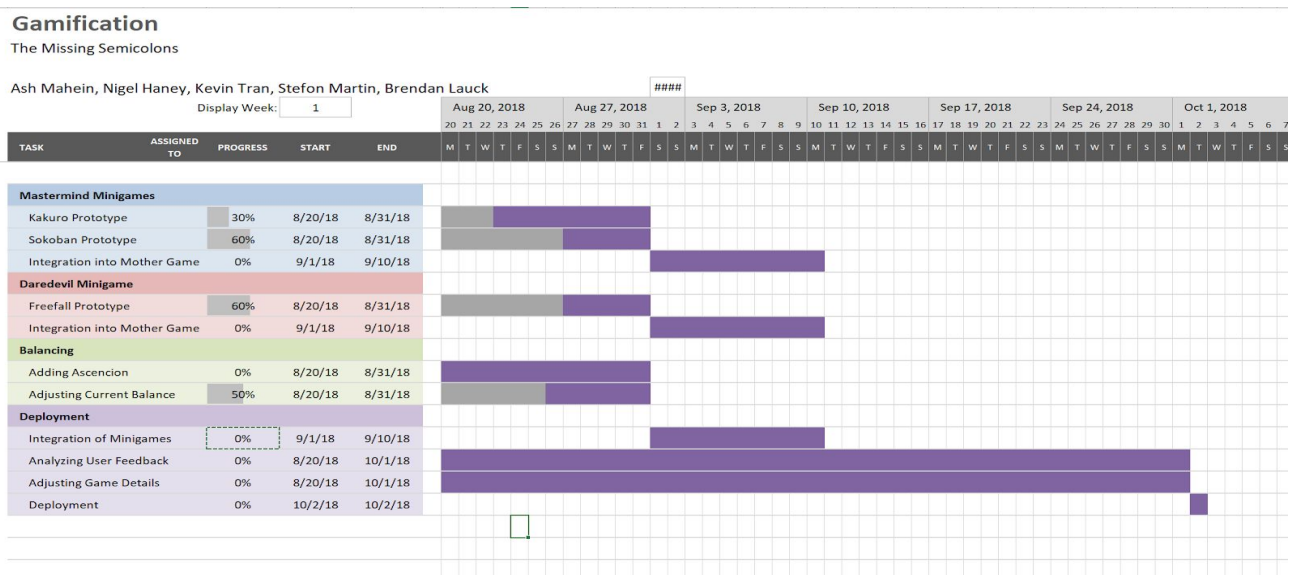 Gamification
The Missing Semicolons
Ash Mahein, Nigel Haney, Kevin Tran, Stefon Martin, Brendan Lauck
####
Display Week: 1 Aug 20, 2018 Aug 27, 2018 Sep 3, 2018 Sep 10, 2018 Sep 17, 2018 Sep 24, 2018 Oct 1, 2018
20 21 22 23 24 25 26 27 28 29 30 31 1 2 3 4 5 6 7 8 9 10 11 12 13 14 15 16 17 18 19 20 21 22 23 24 25 26 27 28 29 30 1 2 3 4 5 6 7
TASK ASSIGNED TO PROGRESS START END M T W T F S S M T W T F S S M T W T F S S M T W T F S S M T W T F S S M T W T F S S M T W T F S S
Mastermind Minigames
Kakuro Prototype 30% 8/20/18 8/31/18
Sokoban Prototype 60% 8/20/18 8/31/18
Integration into Mother Game 0% 9/1/18 9/10/18
Daredevil Minigame
Freefall Prototype 60% 8/20/18 8/31/18
Integration into Mother Game 0% 9/1/18 9/10/18
Balancing
Adding Ascencion 0% 8/20/18 8/31/18
Adjusting Current Balance 50% 8/20/18 8/31/18
Deployment
Integration of Minigames 0% 9/1/18 9/10/18
Analyzing User Feedback 0% 8/20/18 10/1/18
Adjusting Game Details 0% 8/20/18 10/1/18
Deployment 0% 10/2/18 10/2/18